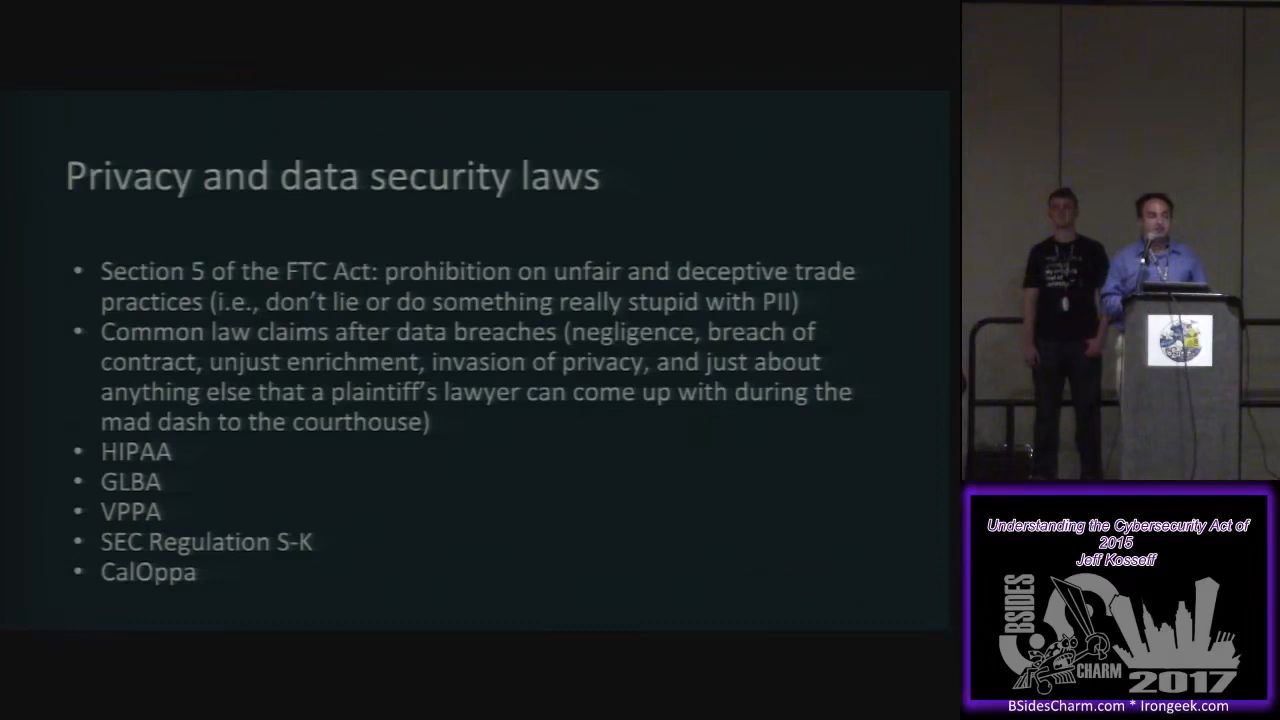 Privacy and data security laws
• Section 5 of the FTC Act: prohibition on unfair and deceptive trade
practices (i.e., don’t lie or do something really stupid with PII)
• Common law claims after data breaches (negligence, breach of
contract, unjust enrichment, invasion of privacy, and just about
anything else that a plaintiff’s lawyer can come up with during the
mad dash to the courthouse)
• HIPAA
• GLBA
• VPPA
• SEC Regulation S-K
• CalOppa
Understanding the Cybersecurity Act of
2015
Jeff Kosseff
BSIDES
CHARM
2017
BSidesCharm.com * Irongeek.com